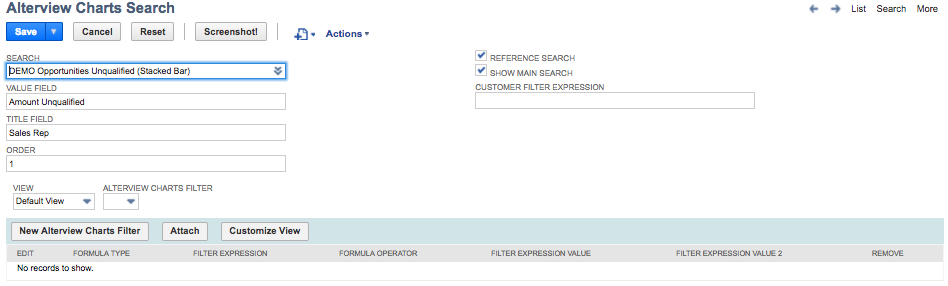 Alterview Charts Search
List Search More
Save Cancel Reset Screenshot! Actions
SEARCH
DEMO Opportunities Unqualified (Stacked Bar)
VALUE FIELD
Amount Unqualified
TITLE FIELD
Sales Rep
ORDER
1
REFERENCE SEARCH
SHOW MAIN SEARCH
CUSTOMER FILTER EXPRESSION
VIEW ALTERVIEW CHARTS FILTER
Default View
New Alterview Charts Filter Attach Customize View
EDIT FORMULA TYPE FILTER EXPRESSION FORMULA OPERATOR FILTER EXPRESSION VALUE FILTER EXPRESSION VALUE 2 REMOVE
No records to show.